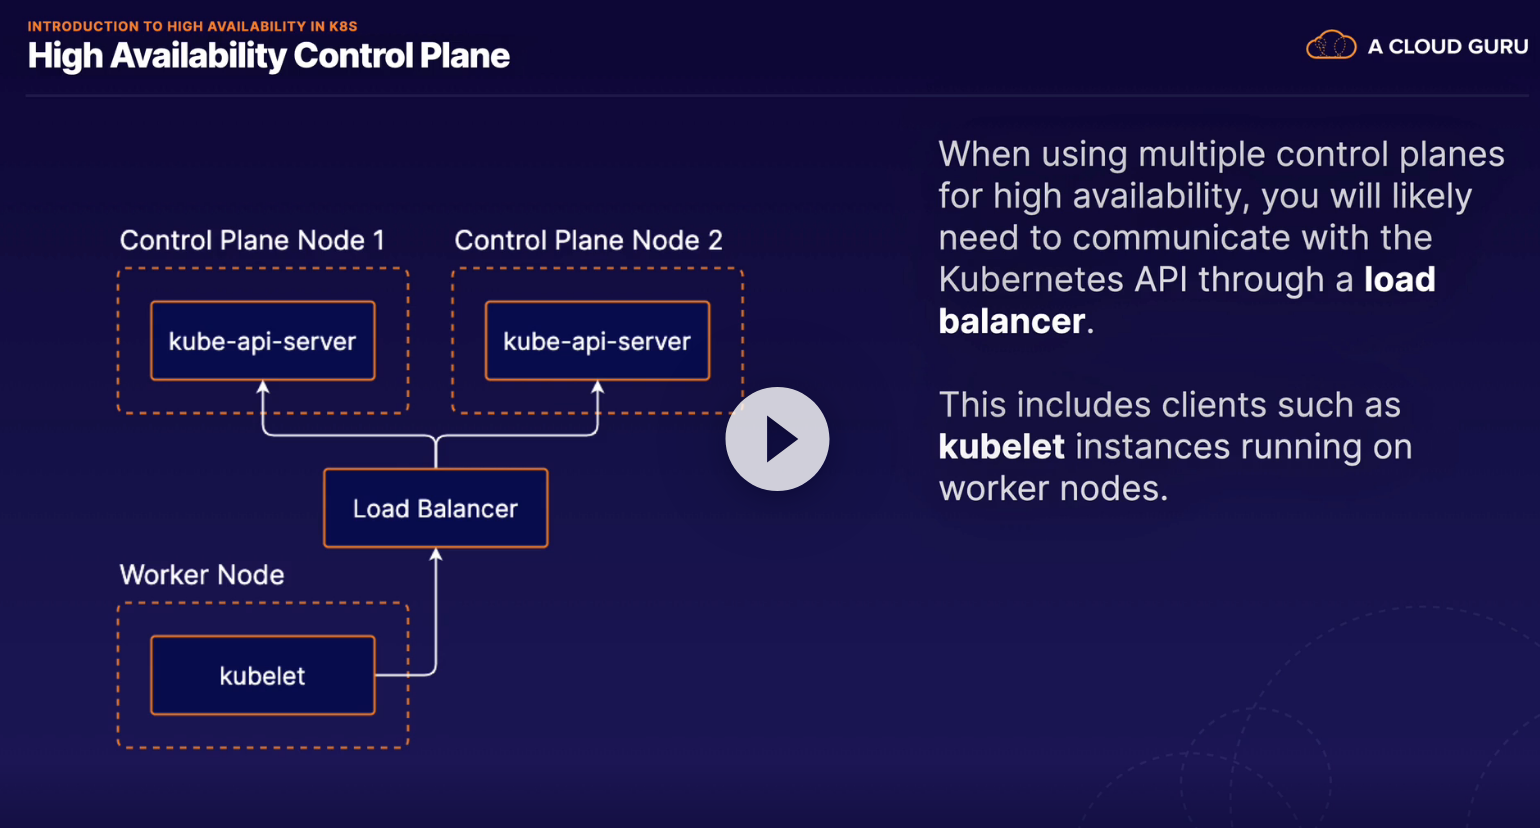 INTRODUCTION TO HIGH AVAILABILITY IN K8S
High Availability Control Plane
A CLOUD GURU
Control Plane Node 1
Control Plane Node 2
kube-api-server
kube-api-server
Load Balancer
Worker Node
kubelet
When using multiple control planes
for high availability, you will likely
need to communicate with the
Kubernetes API through a load
balancer.
This includes clients such as
kubelet instances running on
worker nodes.